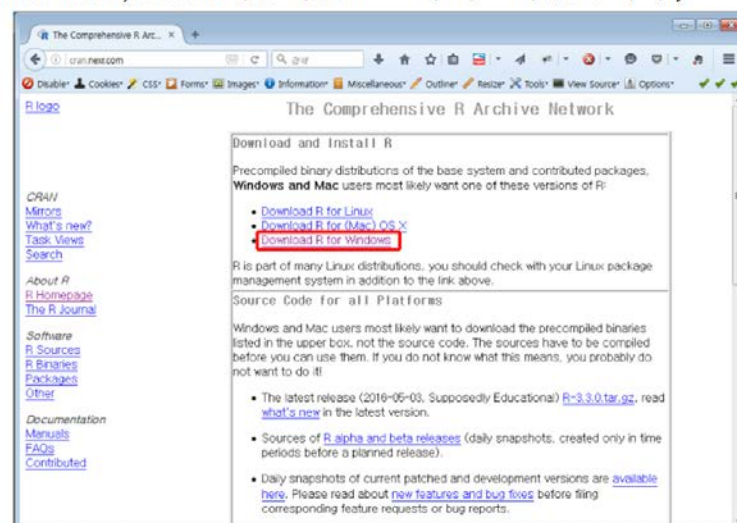 The Comprehensive R Arc...
cran.nexr.com
검색
Disable Cookies CSS Forms Images Information Miscellaneous Outline Resize Tools View Source Options
R logo
The Comprehensive R Archive Network
CRAN
Mirrors
What's new?
Task Views
Search
About R
R Homepage
The R Journal
Software
R Sources
R Binaries
Packages
Other
Documentation
Manuals
FAQs
Contributed
Download and Install R
Precompiled binary distributions of the base system and contributed packages,
Windows and Mac users most likely want one of these versions of R:
• Download R for Linux
• Download R for (Mac) OS X
• Download R for Windows
R is part of many Linux distributions, you should check with your Linux package
management system in addition to the link above.
Source Code for all Platforms
Windows and Mac users most likely want to download the precompiled binaries
listed in the upper box, not the source code. The sources have to be compiled
before you can use them. If you do not know what this means, you probably do
not want to do it!
• The latest release (2016-05-03, Supposedly Educational) R-3.3.0.tar.gz, read
what's new in the latest version.
• Sources of R alpha and beta releases (daily snapshots, created only in time
periods before a planned release).
• Daily snapshots of current patched and development versions are available
here. Please read about new features and bug fixes before filing
corresponding feature requests or bug reports.